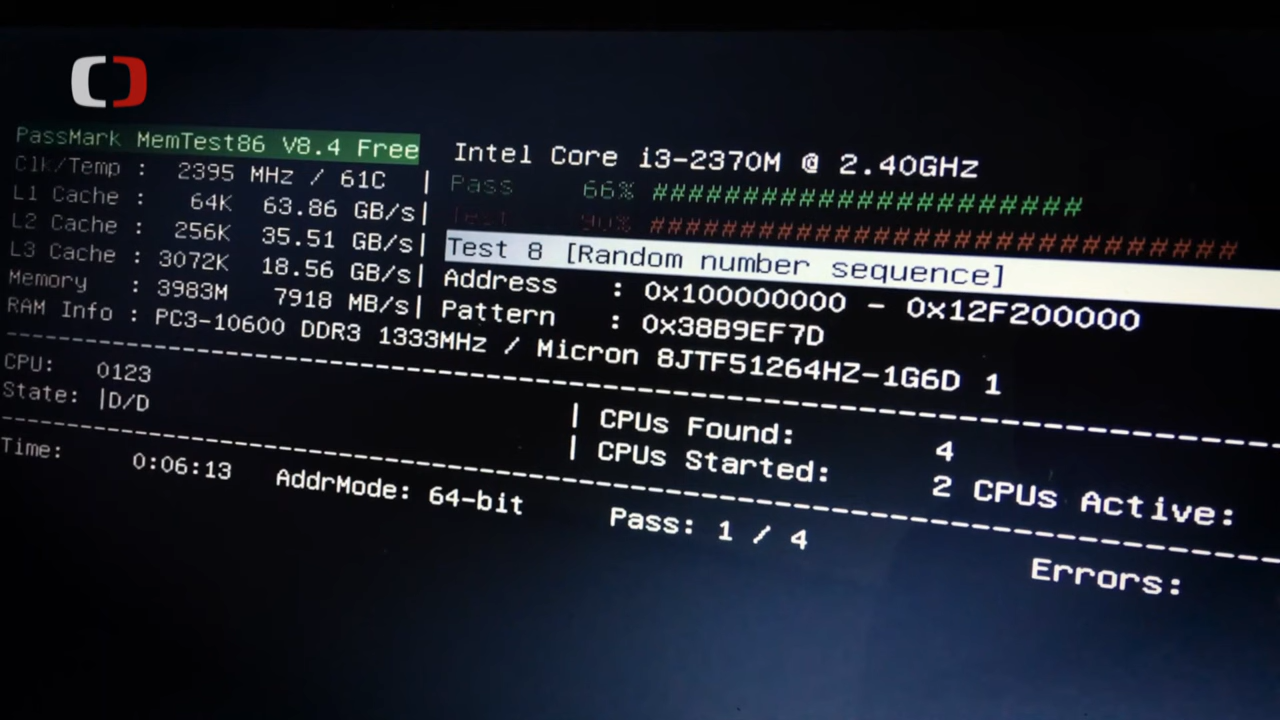 PassMark MemTest86 V8.4 Free
Intel Core i3-2370M @ 2.40GHz
Clk/Temp : 2395 MHz / 61C |
Pass 66% ########################
L1 Cache : 64K 63.86 GB/s|
Test 90% #################################
L2 Cache : 256K 35.51 GB/s|
Test 8 [Random number sequence]
L3 Cache : 3072K 18.56 GB/s|
Address : 0x100000000 - 0x12F200000
Memory : 3983M 7918 MB/s|
Pattern : 0x38B9EF7D
RAM Info : PC3-10600 DDR3 1333MHz / Micron 8JTF51264HZ-1G6D 1
CPU: 0123 | CPUs Found: 4
State: |D/D | CPUs Started: 2 CPUs Active:
Time: 0:06:13 AddrMode: 64-bit Pass: 1 / 4 Errors: